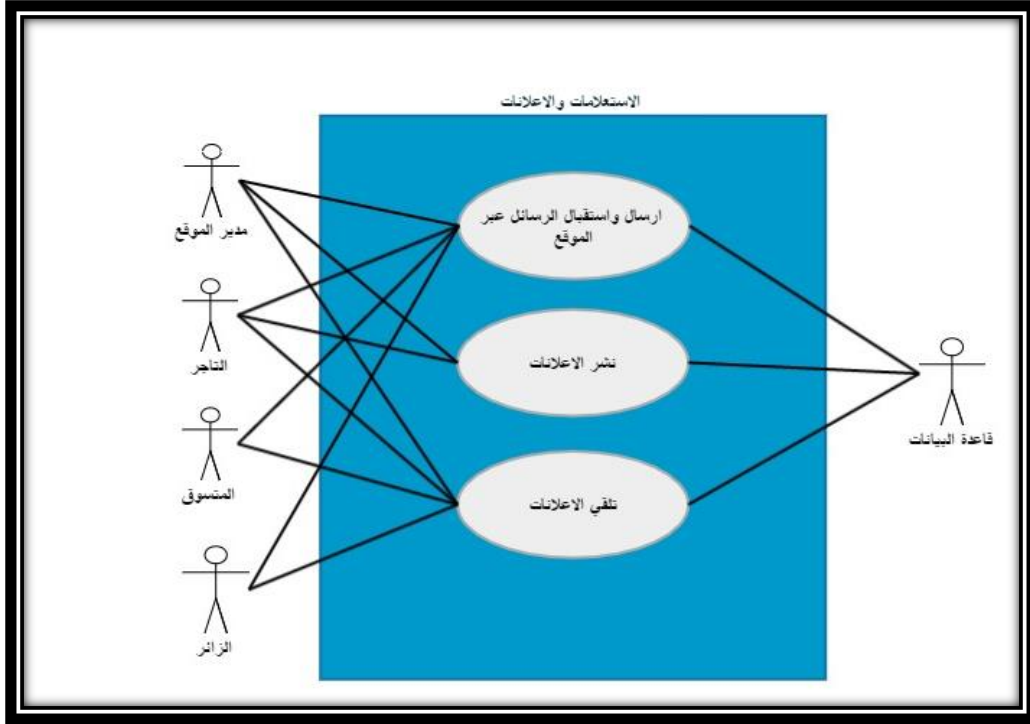 الاستعلامات والاعلانات
مدير الموقع
التاجر
المتسوق
الزائر
ارسال واستقبال الرسائل عبر
الموقع
نشر الاعلانات
تلقي الاعلانات
قاعدة البيانات